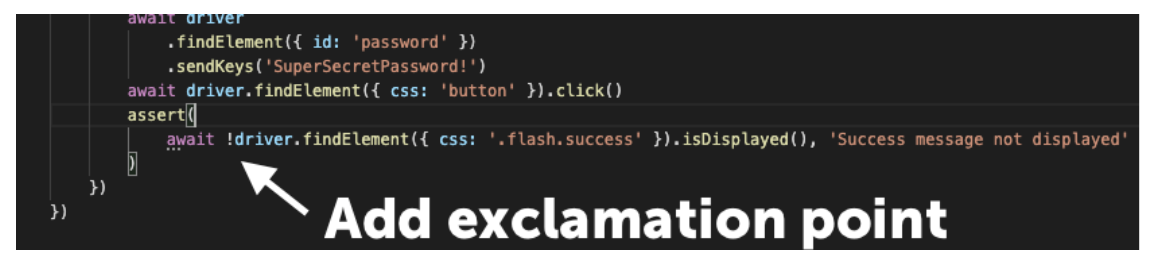 await driver
.findElement({ id: 'password' })
.sendKeys('SuperSecretPassword!')
await driver.findElement({ css: 'button' }).click()
assert(
await !driver.findElement({ css: '.flash.success' }).isDisplayed(), 'Success message not displayed'
)
})
})
Add exclamation point